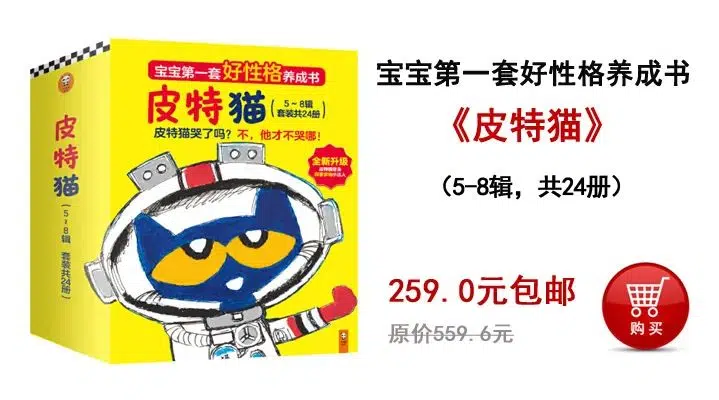 皮特猫
(5~8辑 套装共24册)
宝宝第一套好性格养成书
皮特猫
(5~8辑
套装共24册)
皮特猫哭了吗?不,他才不哭哪!
全新升级
宝宝第一套好性格养成书
《皮特猫》
(5-8辑, 共24册)
259.0元包邮
原价559.6元
购买